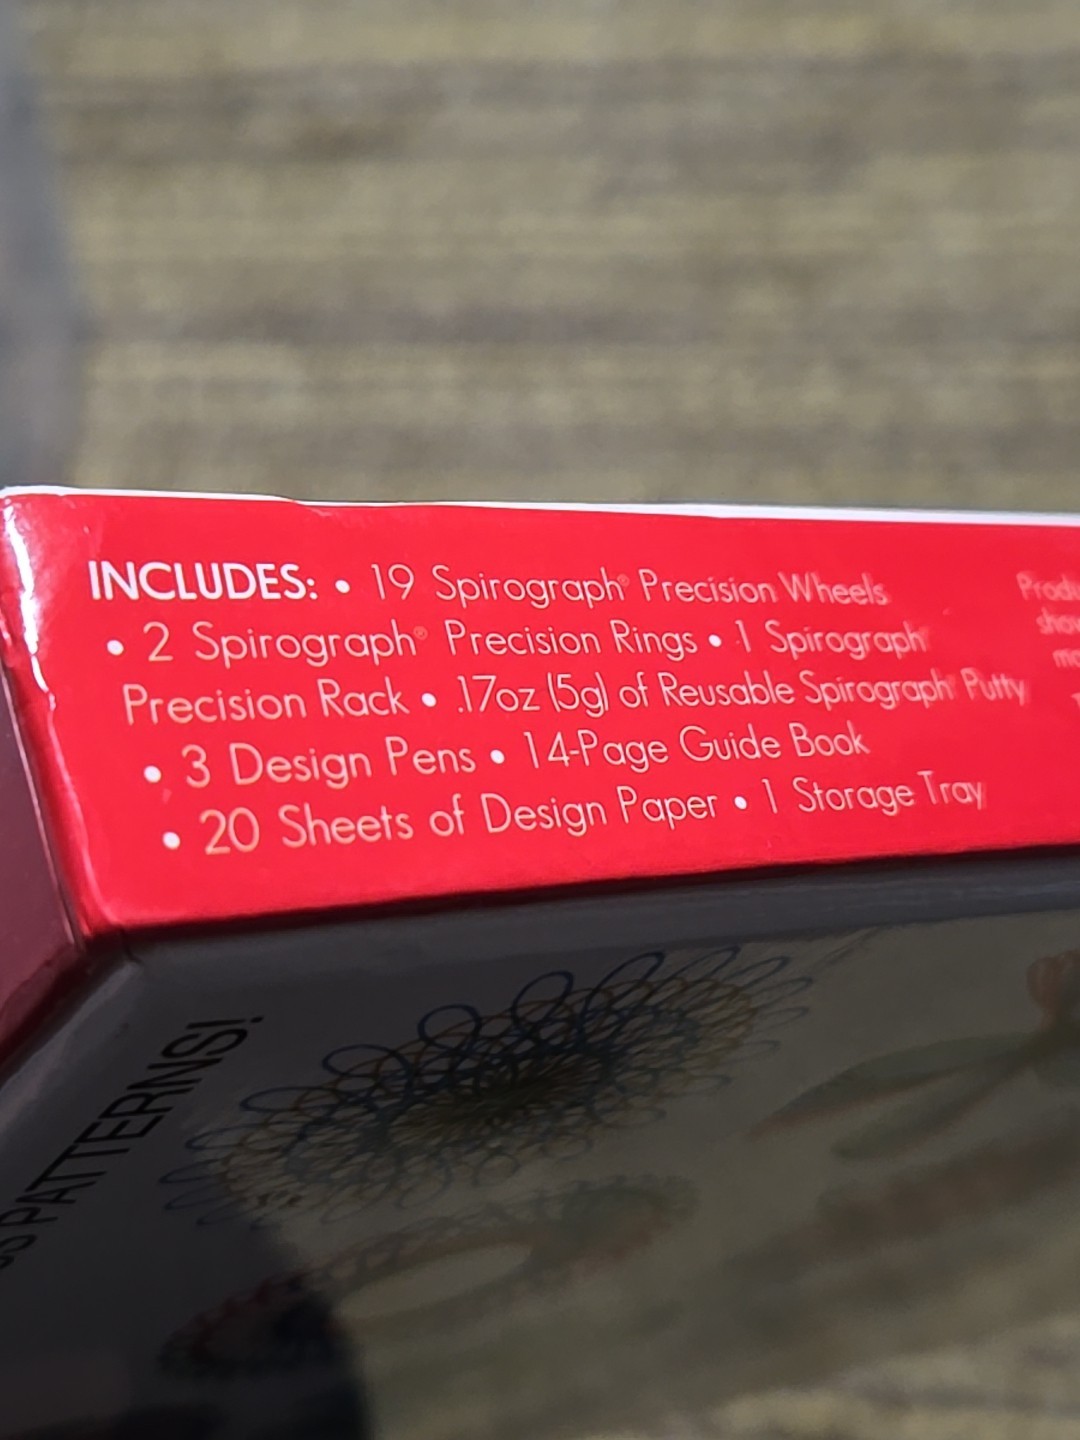 INCLUDES: • 19 Spirograph® Precision Wheels
• 2 Spirograph® Precision Rings • 1 Spirograph®
Precision Rack • .17oz (5g) of Reusable Spirograph® Putty
• 3 Design Pens • 14-Page Guide Book
• 20 Sheets of Design Paper • 1 Storage Tray
PATTERNS!